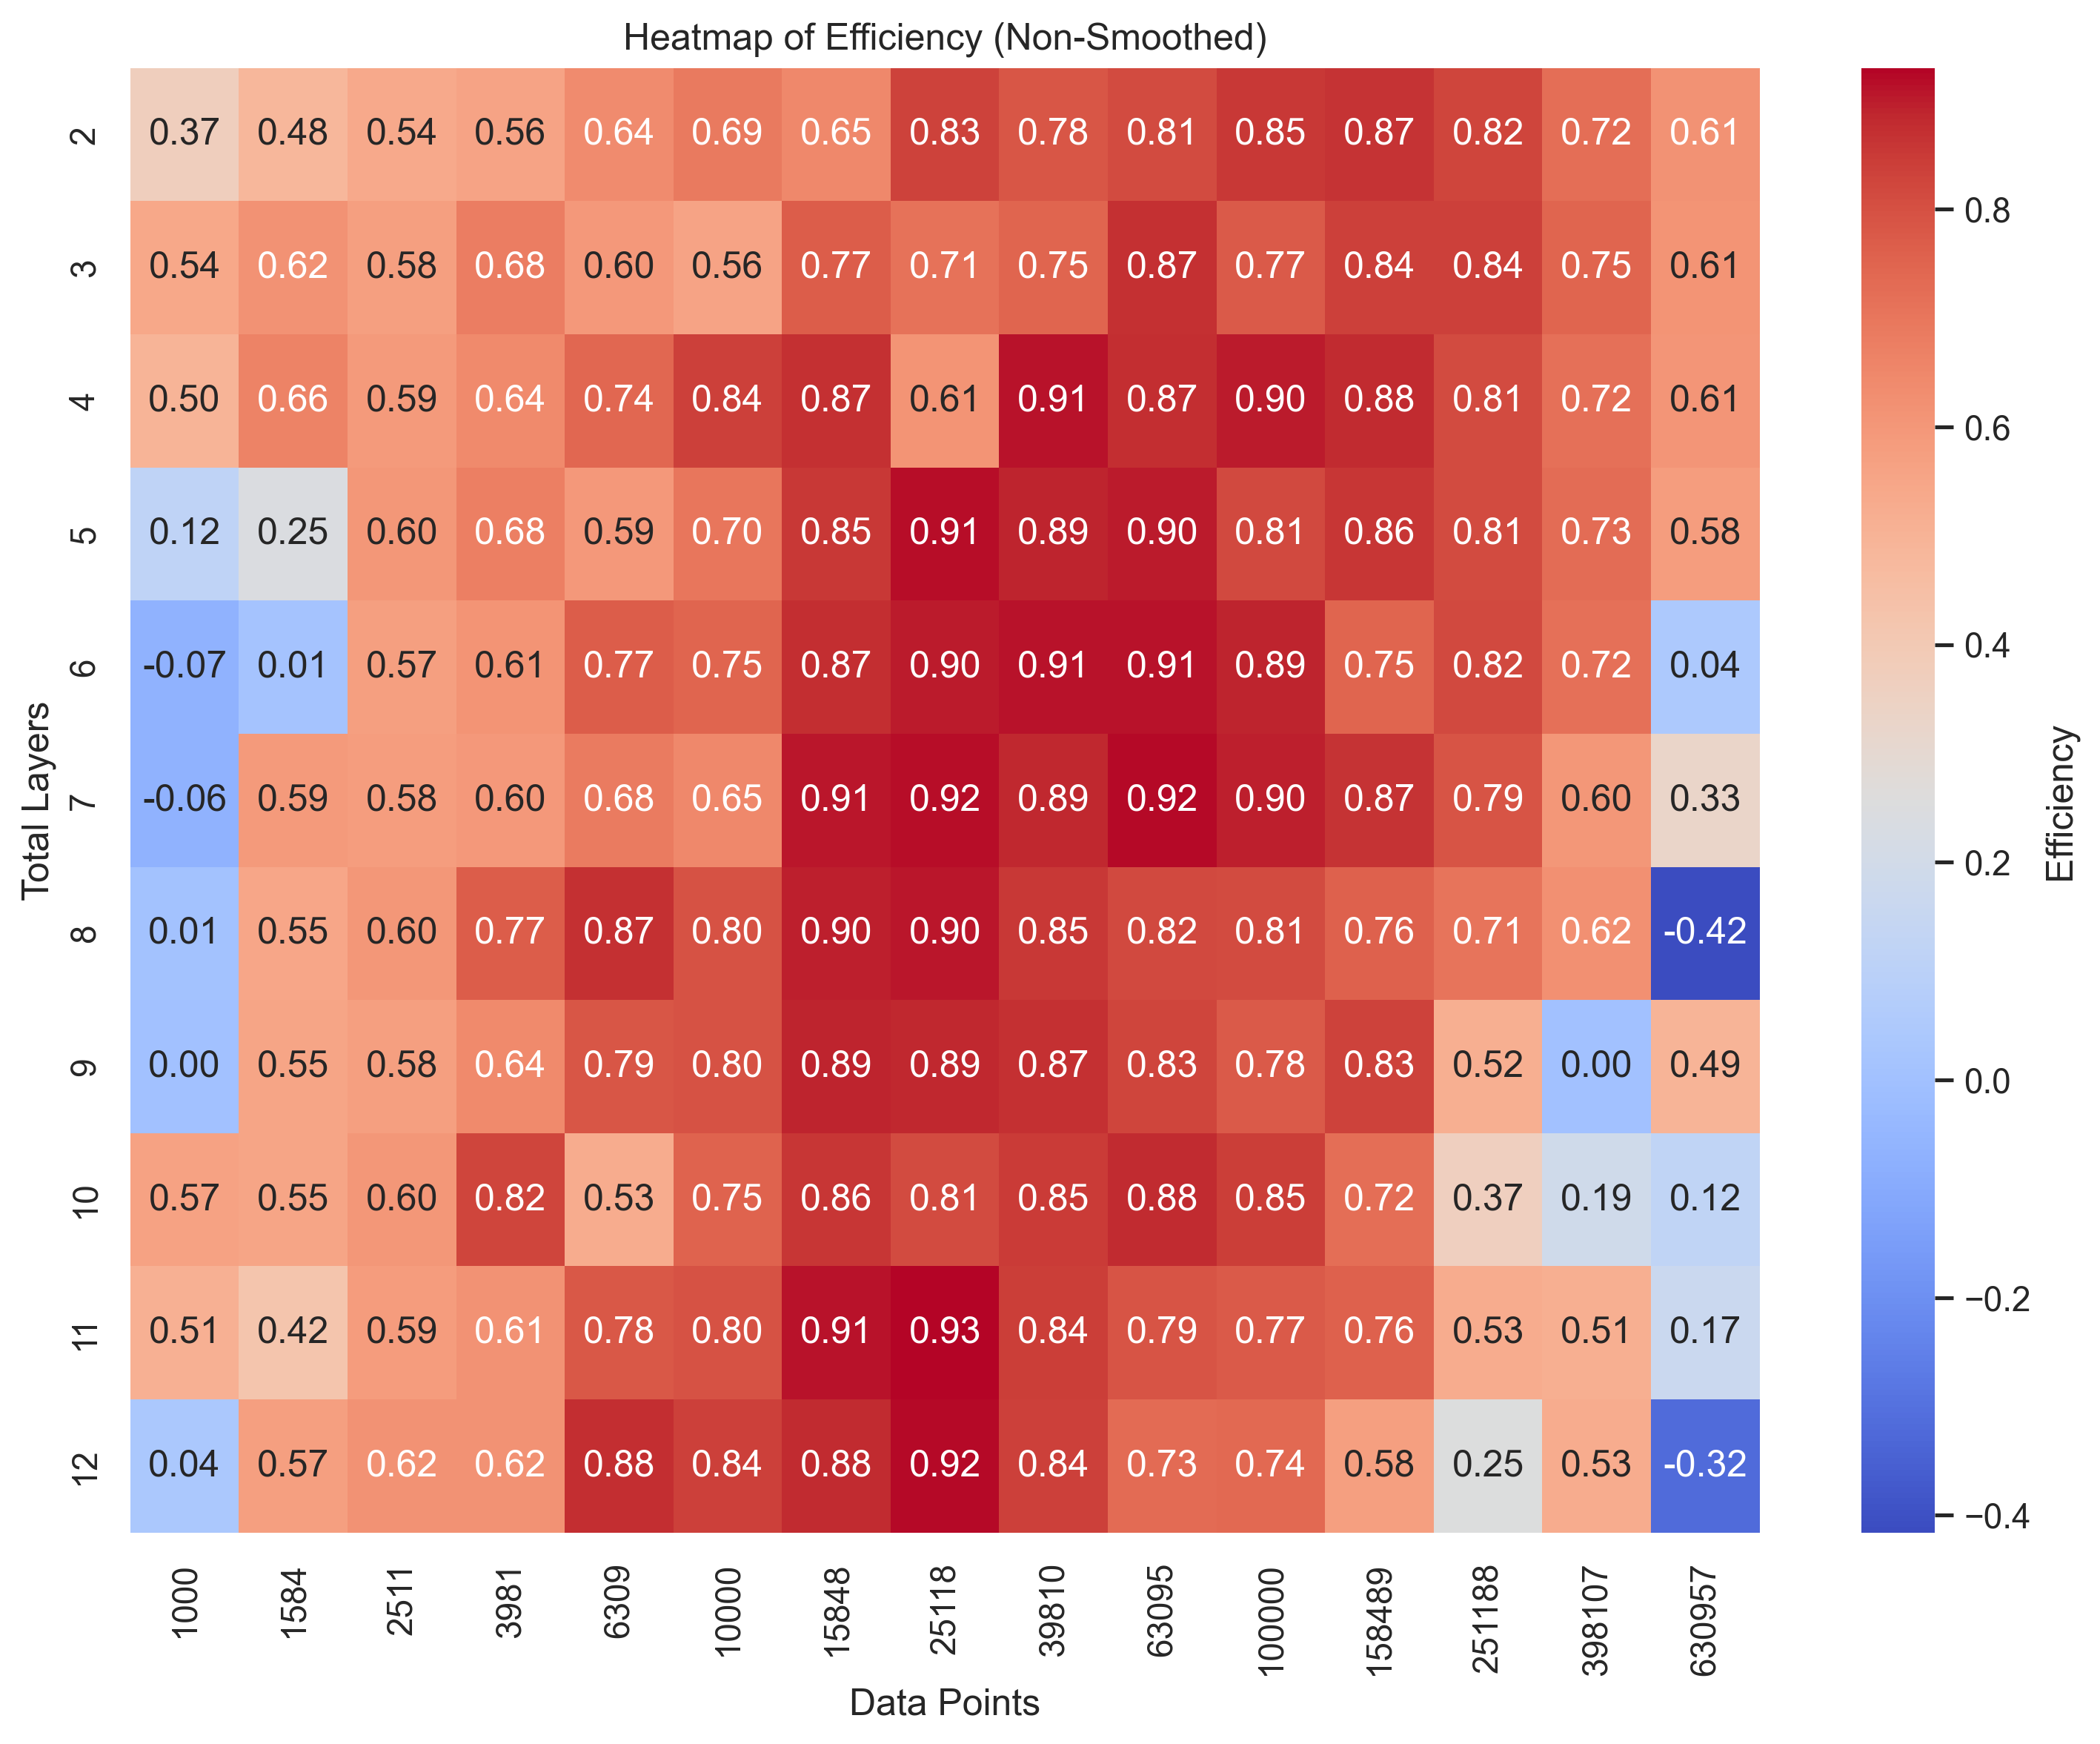 Heatmap of Efficiency (Non-Smoothed)
2 0.37 0.48 0.54 0.56 0.64 0.69 0.65 0.83 0.78 0.81 0.85 0.87 0.82 0.72 0.61
3 0.54 0.62 0.58 0.68 0.60 0.56 0.77 0.71 0.75 0.87 0.77 0.84 0.84 0.75 0.61
4 0.50 0.66 0.59 0.64 0.74 0.84 0.87 0.61 0.91 0.87 0.90 0.88 0.81 0.72 0.61
5 0.12 0.25 0.60 0.68 0.59 0.70 0.85 0.91 0.89 0.90 0.81 0.86 0.81 0.73 0.58
6 -0.07 0.01 0.57 0.61 0.77 0.75 0.87 0.90 0.91 0.91 0.89 0.75 0.82 0.72 0.04
7 -0.06 0.59 0.58 0.60 0.68 0.65 0.91 0.92 0.89 0.92 0.90 0.87 0.79 0.60 0.33
8 0.01 0.55 0.60 0.77 0.87 0.80 0.90 0.90 0.85 0.82 0.81 0.76 0.71 0.62 -0.42
9 0.00 0.55 0.58 0.64 0.79 0.80 0.89 0.89 0.87 0.83 0.78 0.83 0.52 0.00 0.49
10 0.57 0.55 0.60 0.82 0.53 0.75 0.86 0.81 0.85 0.88 0.85 0.72 0.37 0.19 0.12
11 0.51 0.42 0.59 0.61 0.78 0.80 0.91 0.93 0.84 0.79 0.77 0.76 0.53 0.51 0.17
12 0.04 0.57 0.62 0.62 0.88 0.84 0.88 0.92 0.84 0.73 0.74 0.58 0.25 0.53 -0.32
1000 1584 2511 3981 6309 10000 15848 25118 39810 63095 100000 158489 251188 398107 630957
Data Points
Total Layers
0.8
0.6
0.4
0.2
0.0
−0.2
−0.4
Efficiency